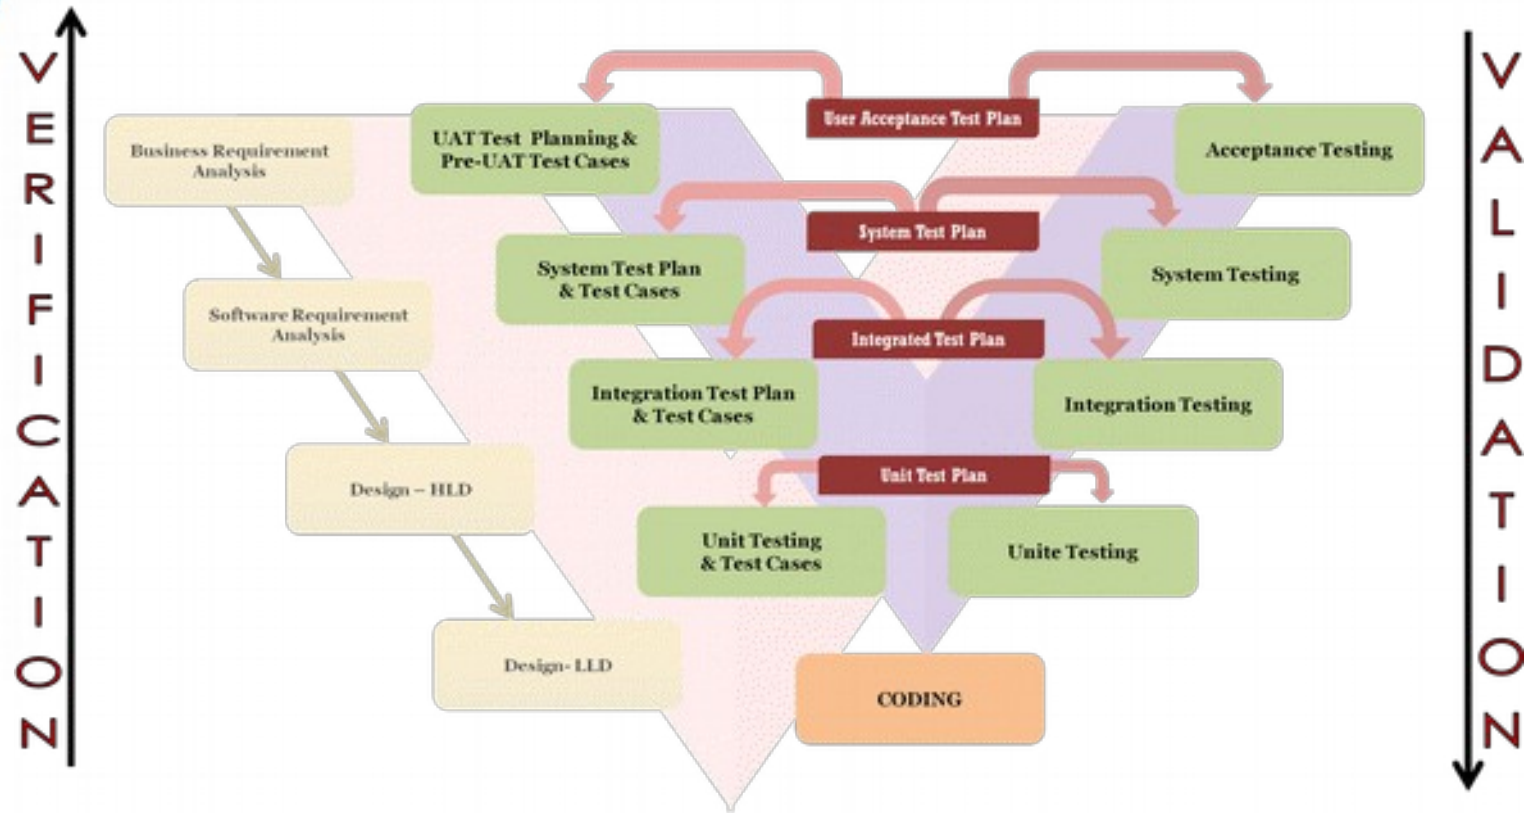 VERIFICATION
User Acceptance Test Plan
Business Requirement
Analysis
UAT Test Planning &
Pre-UAT Test Cases
Acceptance Testing
System Test Plan
System Test Plan
& Test Cases
System Testing
Software Requirement
Analysis
Integrated Test Plan
Integration Test Plan
& Test Cases
Integration Testing
Unit Test Plan
Design – HLD
Unit Testing
& Test Cases
Unite Testing
Design- LLD
CODING
VALIDATION